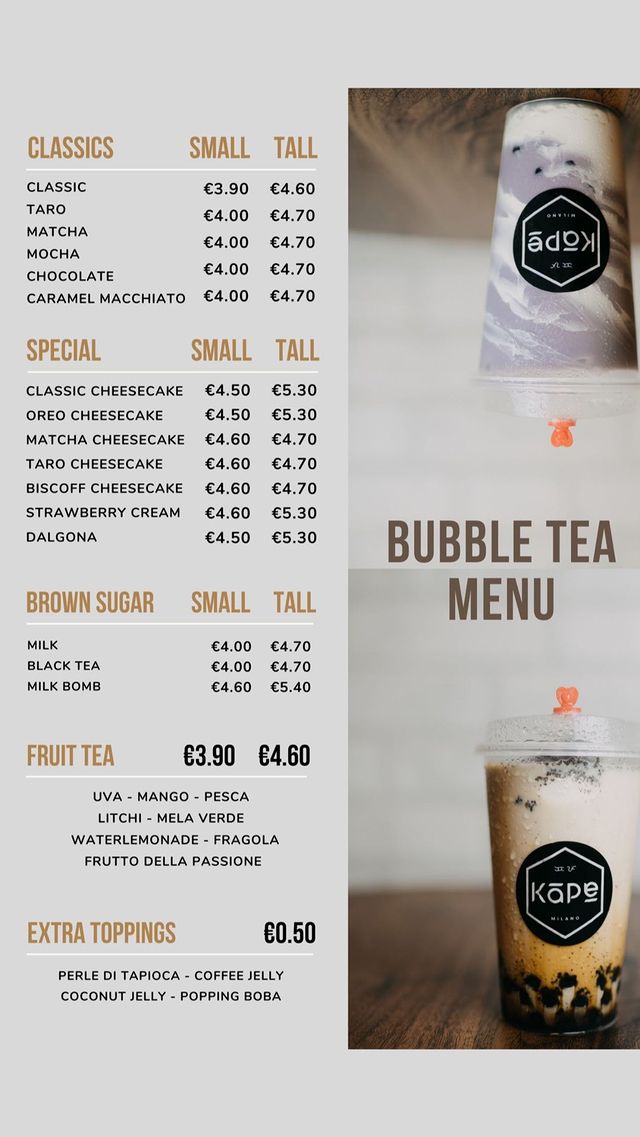 CLASSICS SMALL TALL
CLASSIC €3.90 €4.60
TARO €4.00 €4.70
MATCHA €4.00 €4.70
MOCHA €4.00 €4.70
CHOCOLATE
CARAMEL MACCHIATO €4.00 €4.70
SPECIAL SMALL TALL
CLASSIC CHEESECAKE €4.50 €5.30
OREO CHEESECAKE €4.50 €5.30
MATCHA CHEESECAKE €4.60 €4.70
TARO CHEESECAKE €4.60 €4.70
BISCOFF CHEESECAKE €4.60 €4.70
STRAWBERRY CREAM €4.60 €5.30
DALGONA €4.50 €5.30
BROWN SUGAR SMALL TALL
MILK €4.00 €4.70
BLACK TEA €4.00 €4.70
MILK BOMB €4.60 €5.40
FRUIT TEA €3.90 €4.60
UVA - MANGO - PESCA
LITCHI - MELA VERDE
WATERLEMONADE - FRAGOLA
FRUTTO DELLA PASSIONE
EXTRA TOPPINGS €0.50
PERLE DI TAPIOCA - COFFEE JELLY
COCONUT JELLY - POPPING BOBA
Kāpe
MILANO
BUBBLE TEA
MENU
Kāpe
MILANO